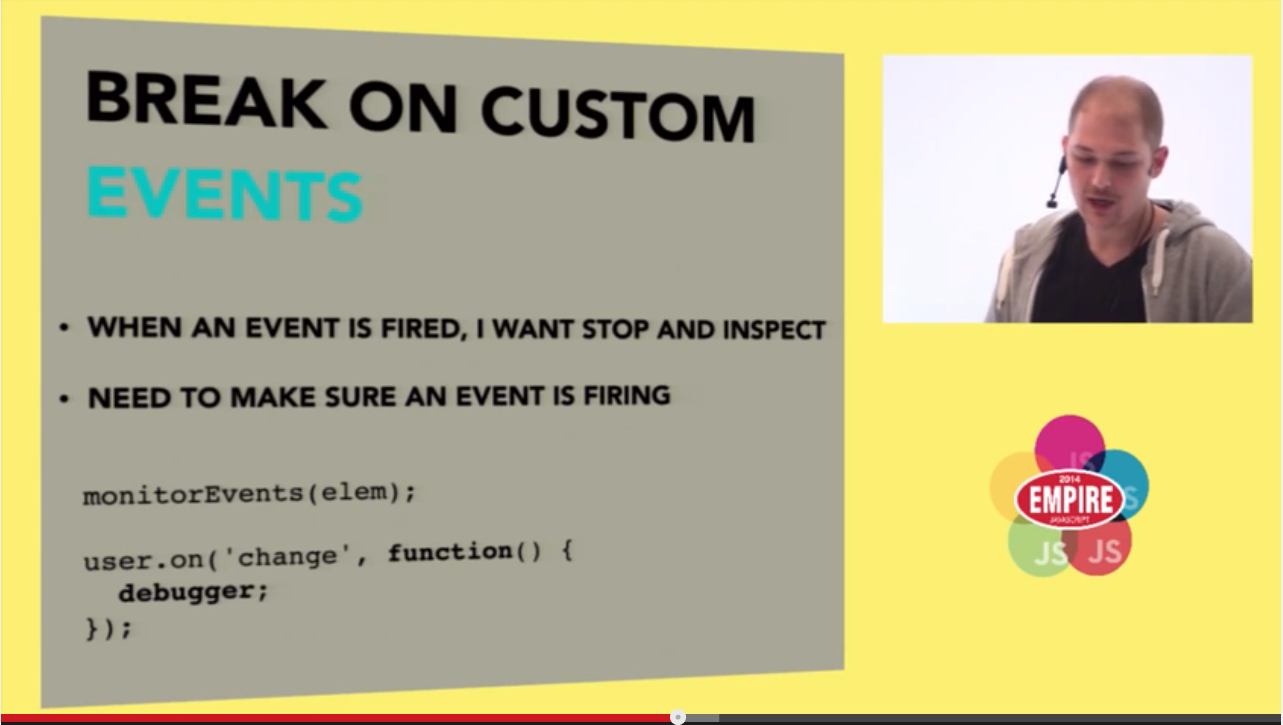 BREAK ON CUSTOM
EVENTS
• WHEN AN EVENT IS FIRED, I WANT STOP AND INSPECT
• NEED TO MAKE SURE AN EVENT IS FIRING
monitorEvents(elem);
user.on('change', function() {
debugger;
});
JS
JS
2014
EMPIRE
JAVASCRIPT
JS
JS